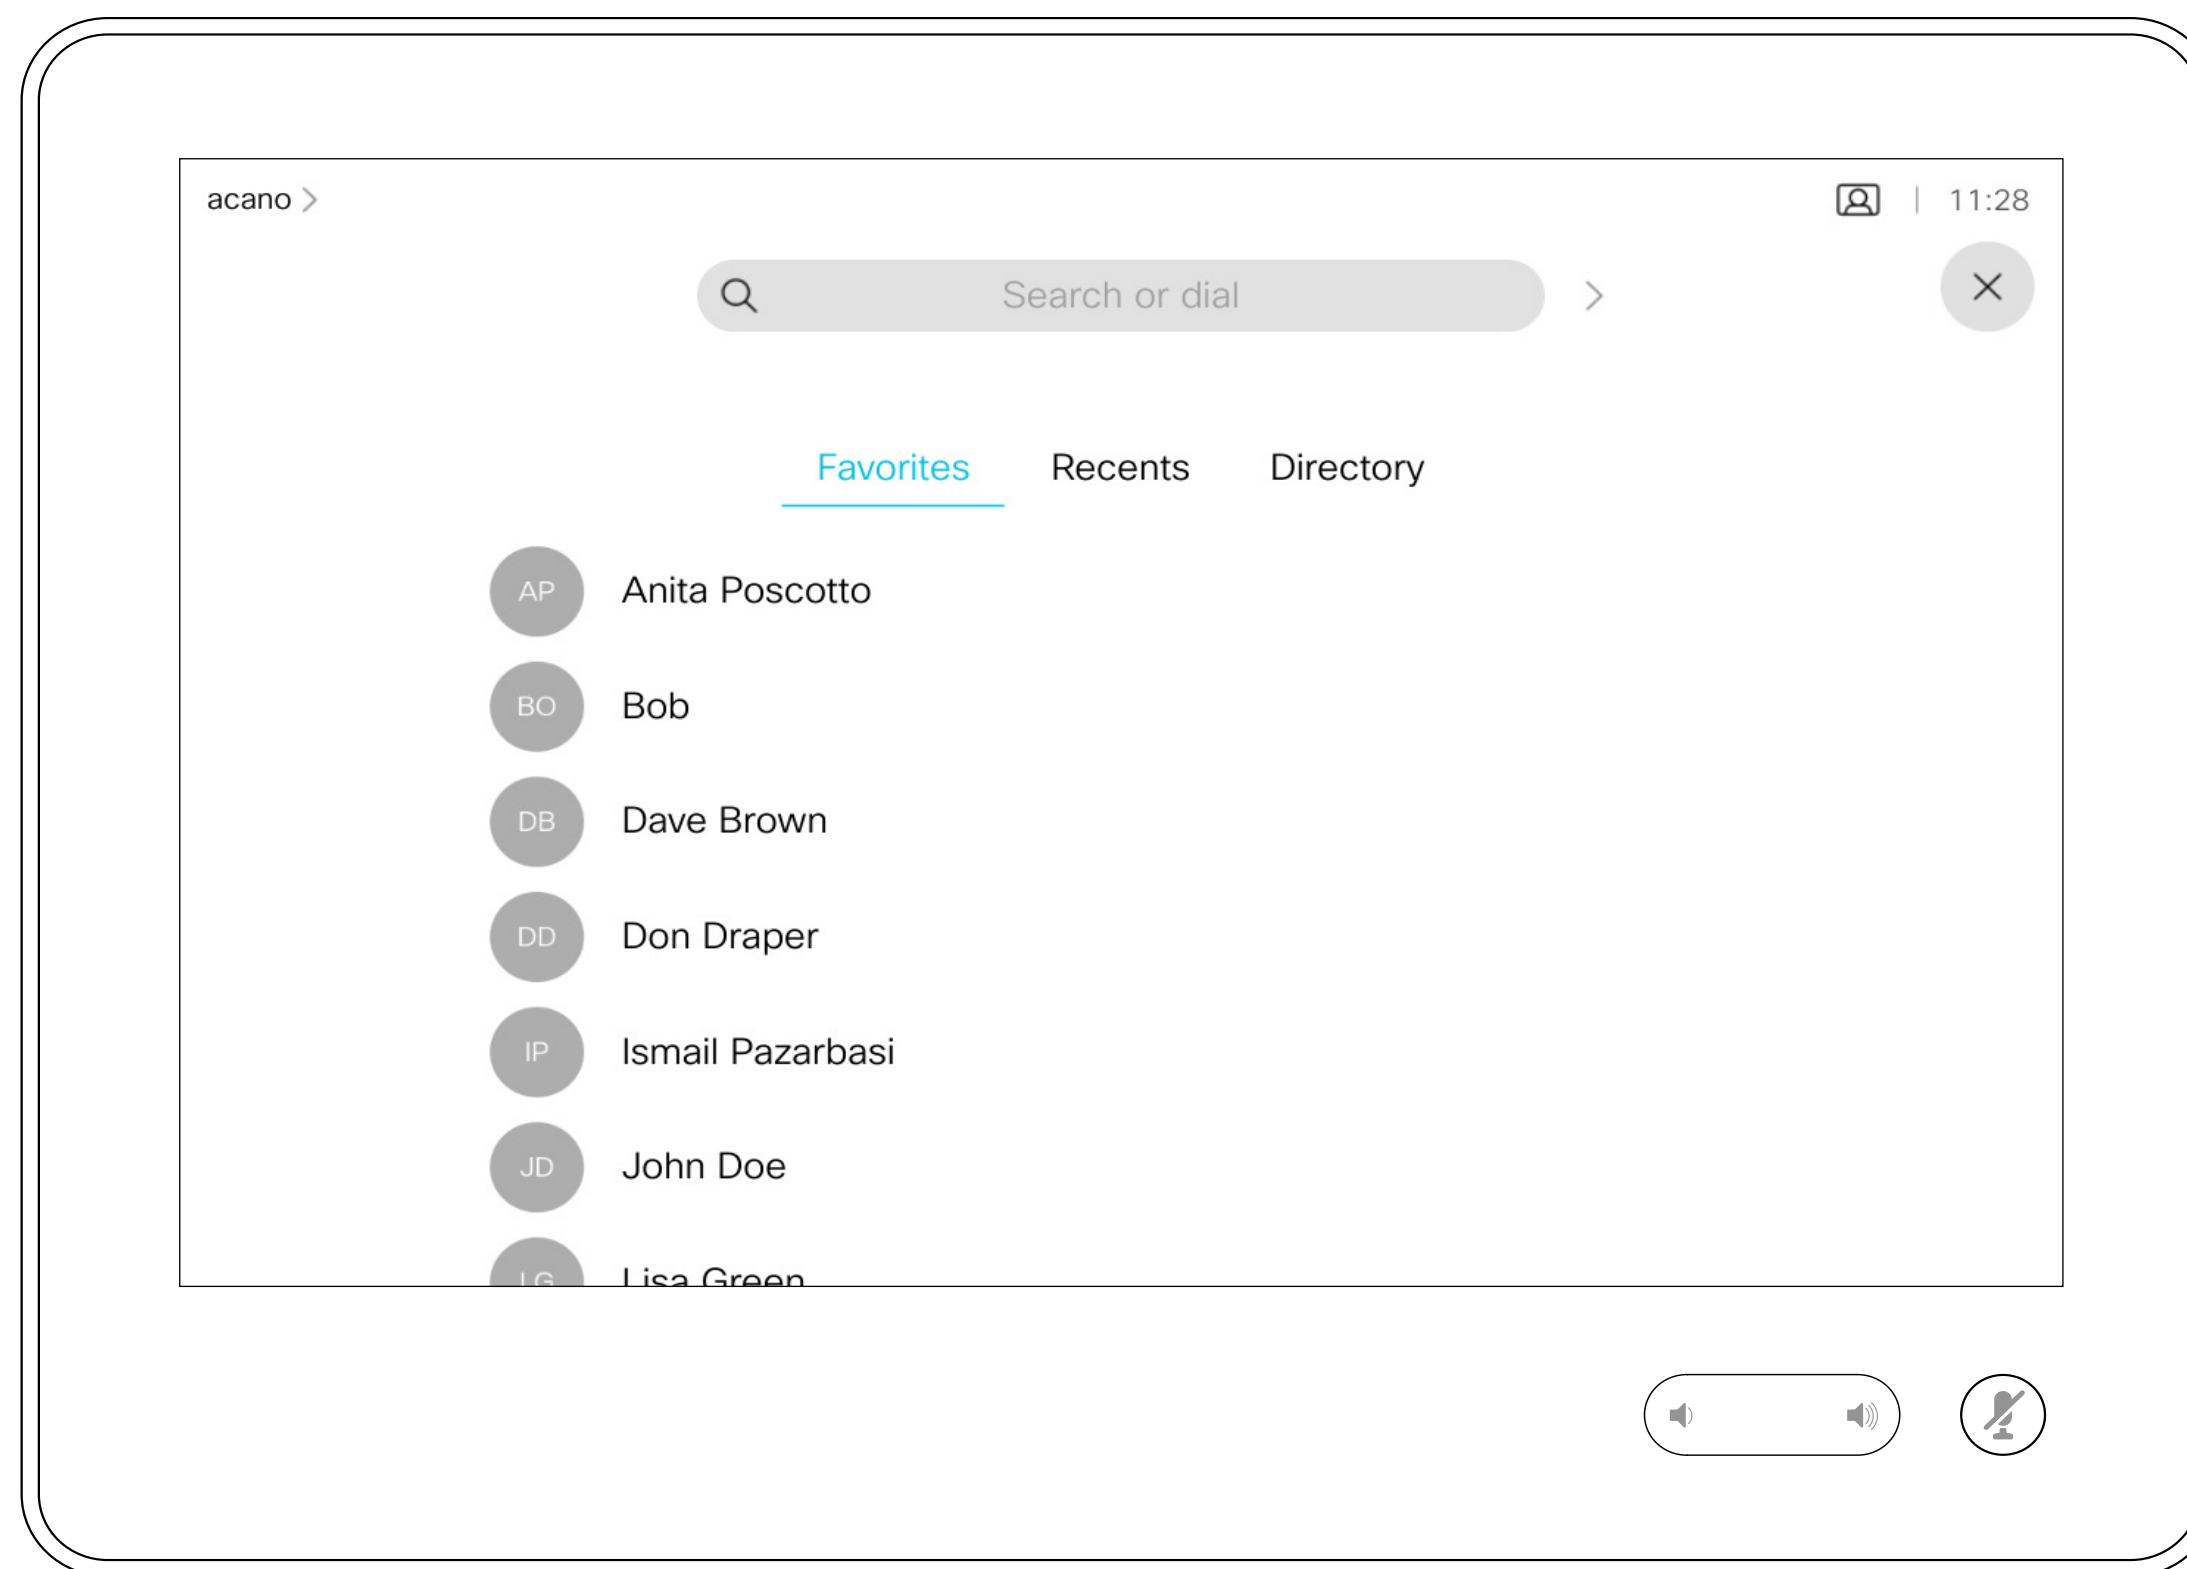 acano
11:28
Search or dial
Favorites Recents Directory
AP Anita Poscotto
BO Bob
DB Dave Brown
DD Don Draper
IP Ismail Pazarbasi
JD John Doe
LG Lisa Green